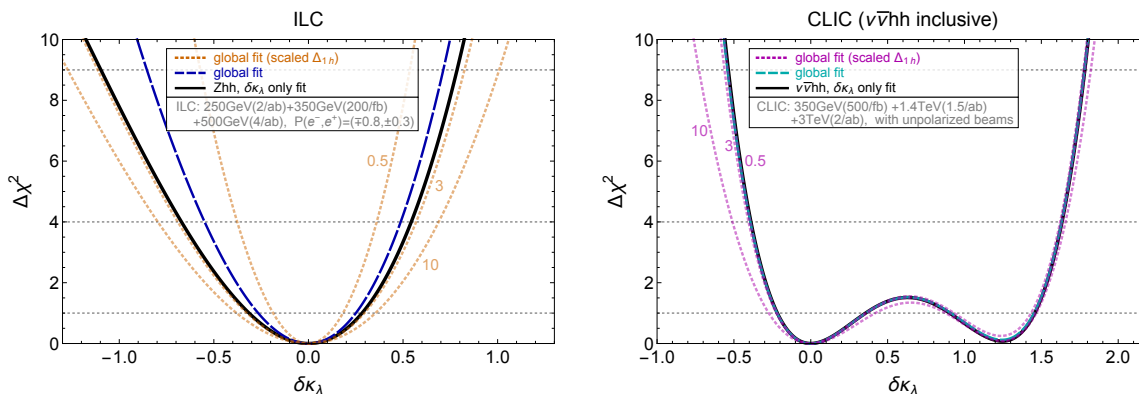 ILC
10
8
6
4
2
0
Δχ²
global fit (scaled Δ1h)
global fit
Zhh, δκλ only fit
ILC: 250GeV(2/ab)+350GeV(200/fb)
+500GeV(4/ab), P(e⁻,e⁺)=(∓0.8,±0.3)
0.5
3
10
-1.0 -0.5 0.0 0.5 1.0
δκλ
CLIC (νν̅hh inclusive)
10
8
6
4
2
0
Δχ²
global fit (scaled Δ1h)
global fit
νν̅hh, δκλ only fit
CLIC: 350GeV(500/fb) +1.4TeV(1.5/ab)
+3TeV(2/ab), with unpolarized beams
10
3
0.5
-1.0 -0.5 0.0 0.5 1.0 1.5 2.0
δκλ